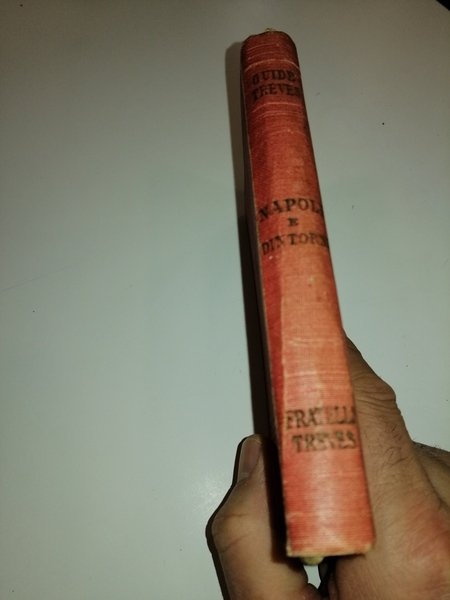 GUIDE
TREVES
NAPOLI
E
DINTORNI
FRATELLI
TREVES